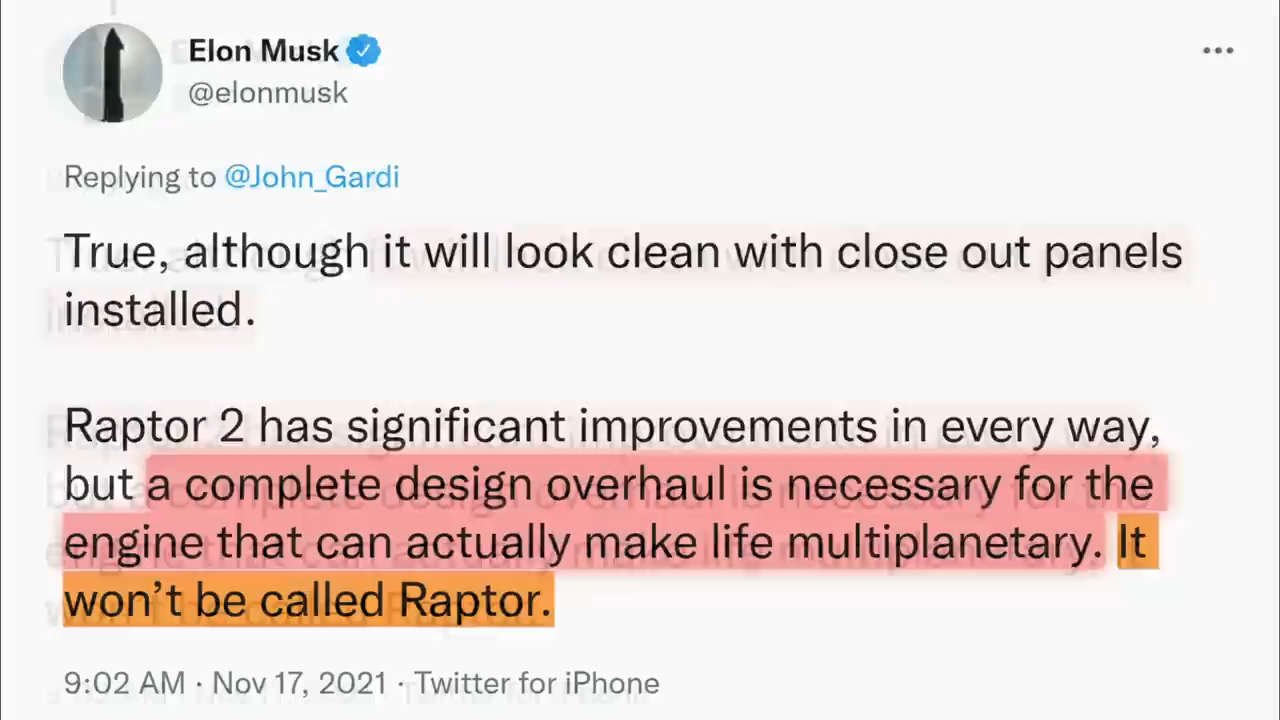 Elon Musk
@elonmusk
Replying to @John_Gardi
True, although it will look clean with close out panels
installed.
Raptor 2 has significant improvements in every way,
but a complete design overhaul is necessary for the
engine that can actually make life multiplanetary. It
won’t be called Raptor.
9:02 AM · Nov 17, 2021 · Twitter for iPhone